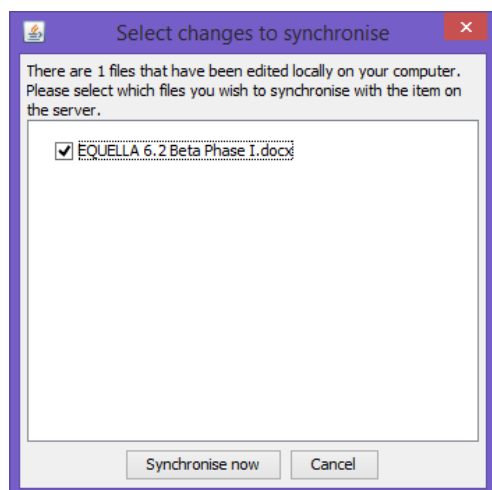 Select changes to synchronise
There are 1 files that have been edited locally on your computer.
Please select which files you wish to synchronise with the item on
the server.
EQUELLA 6.2 Beta Phase I.docx
Synchronise now Cancel